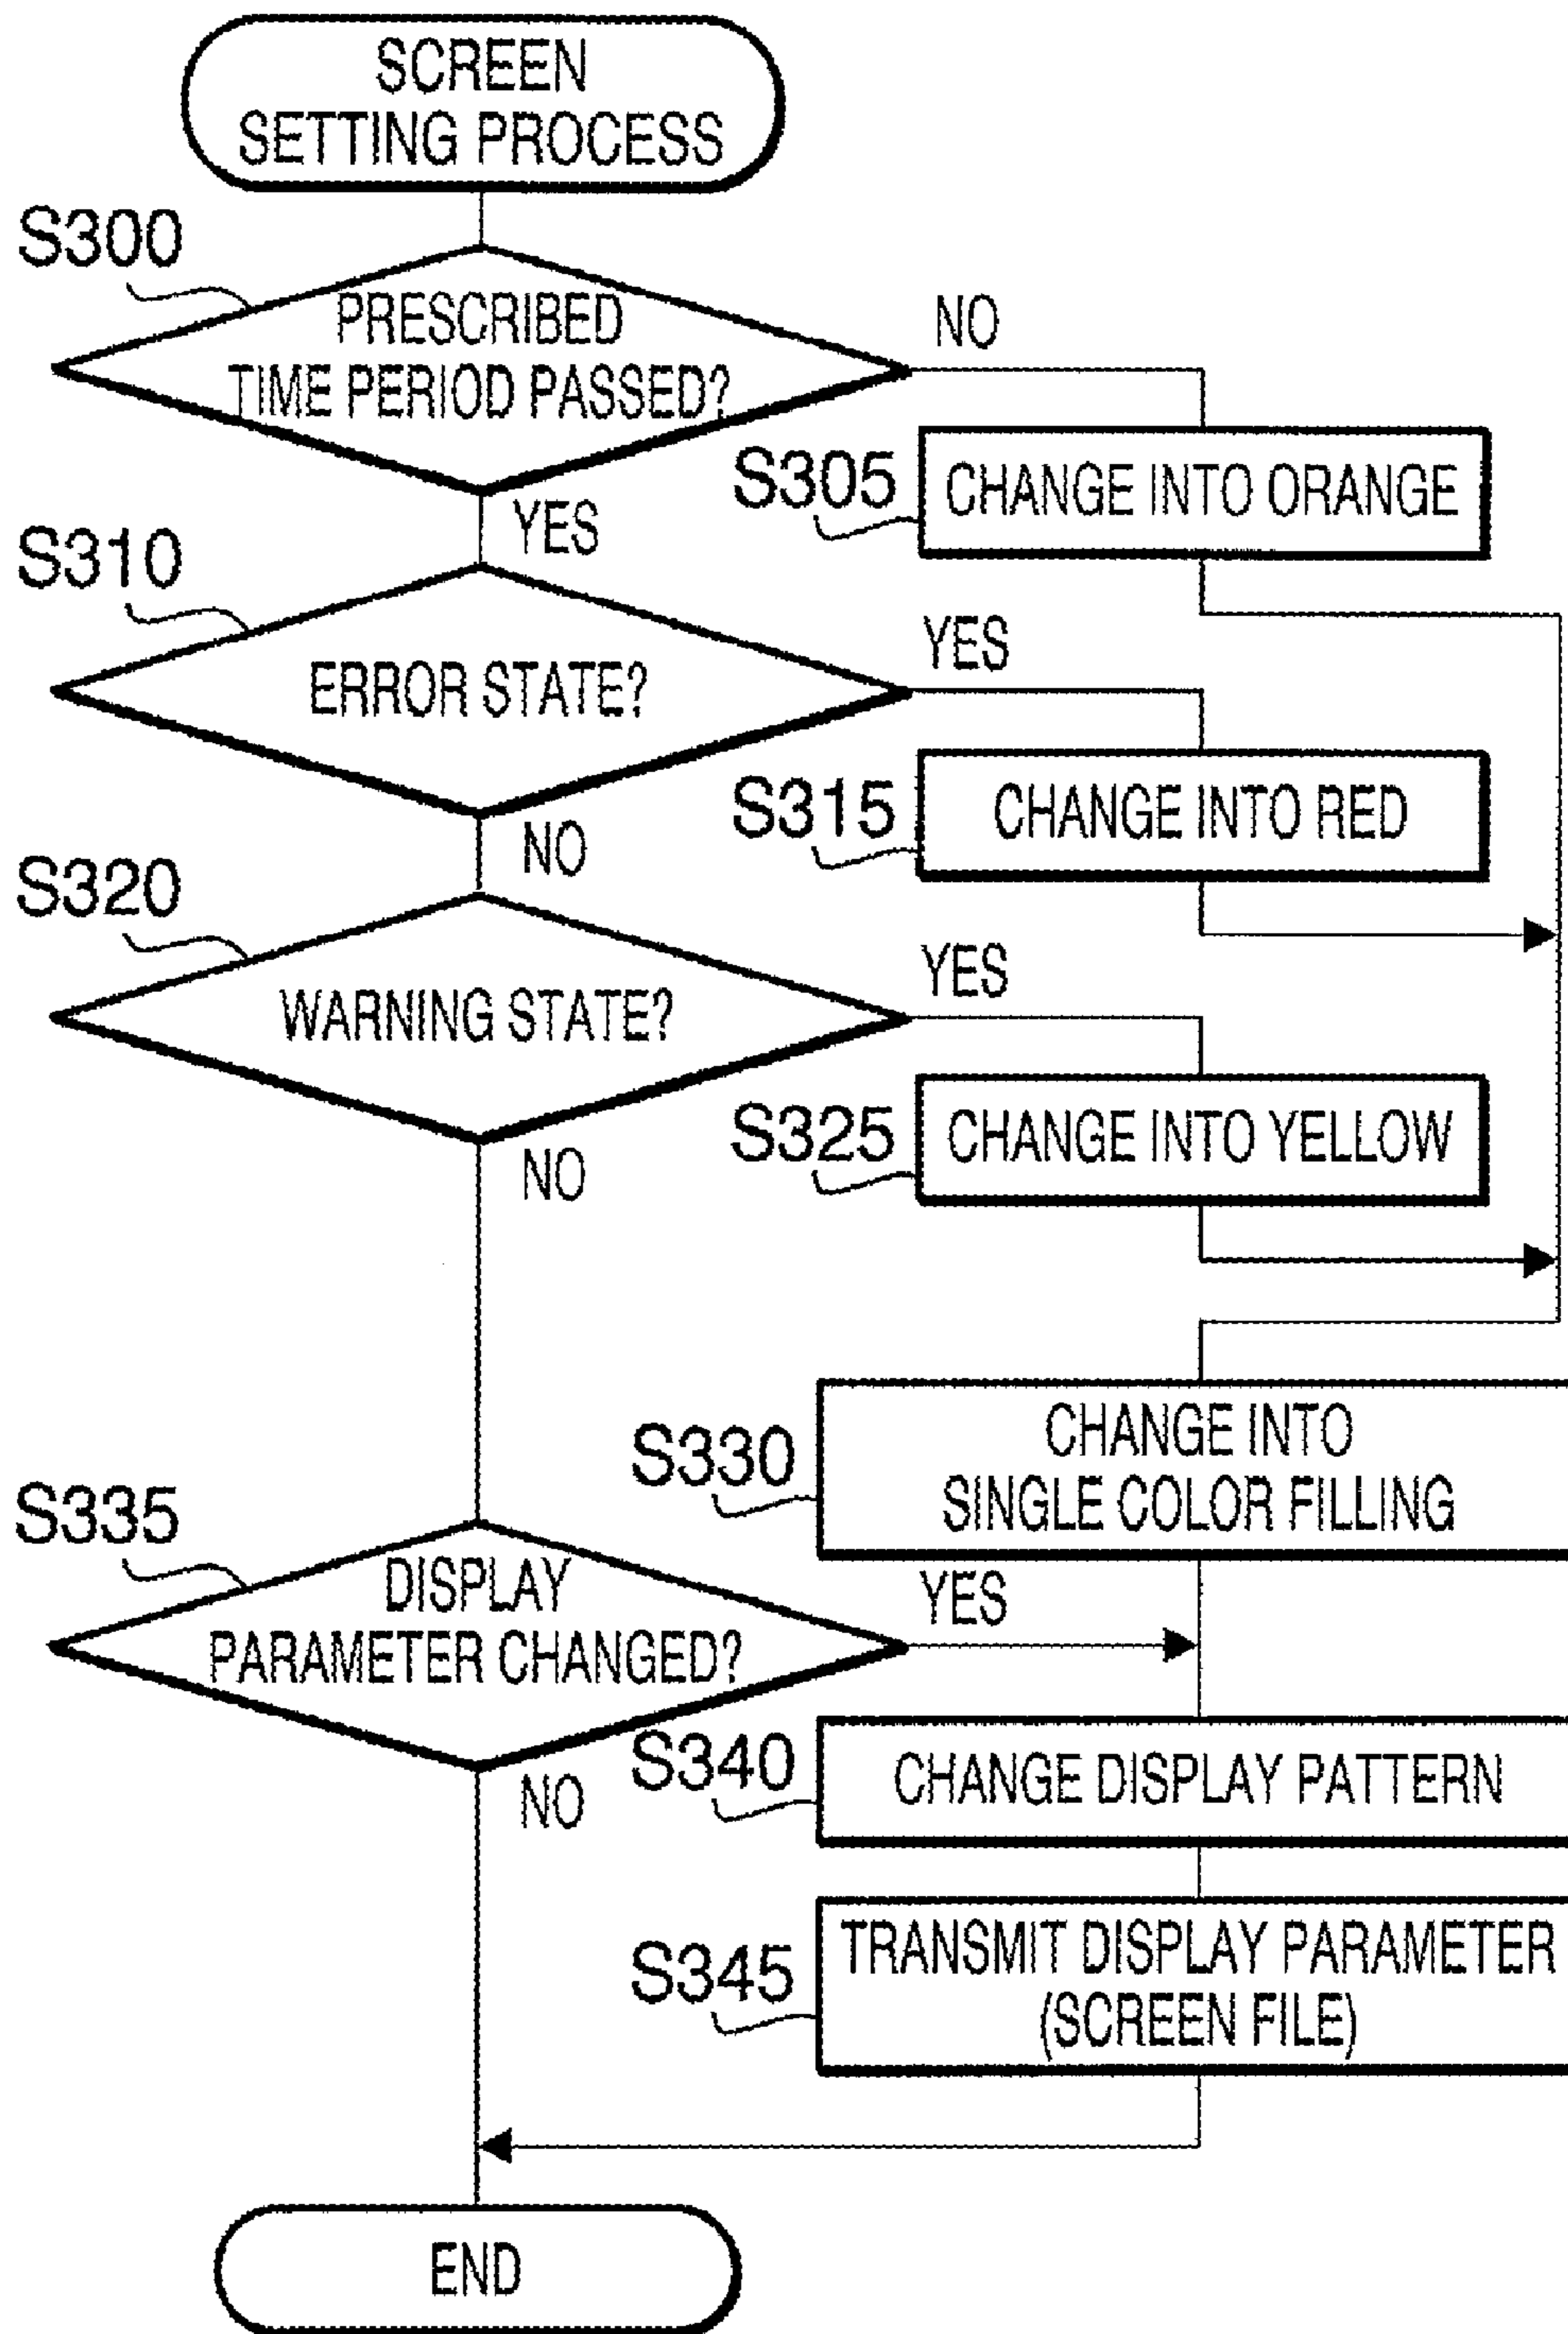 SCREEN
SETTING PROCESS
S300
PRESCRIBED
TIME PERIOD PASSED?
NO
YES
S305
CHANGE INTO ORANGE
S310
ERROR STATE?
YES
NO
S315
CHANGE INTO RED
S320
WARNING STATE?
YES
NO
S325
CHANGE INTO YELLOW
S330
CHANGE INTO
SINGLE COLOR FILLING
S335
DISPLAY
PARAMETER CHANGED?
YES
NO
S340
CHANGE DISPLAY PATTERN
S345
TRANSMIT DISPLAY PARAMETER
(SCREEN FILE)
END